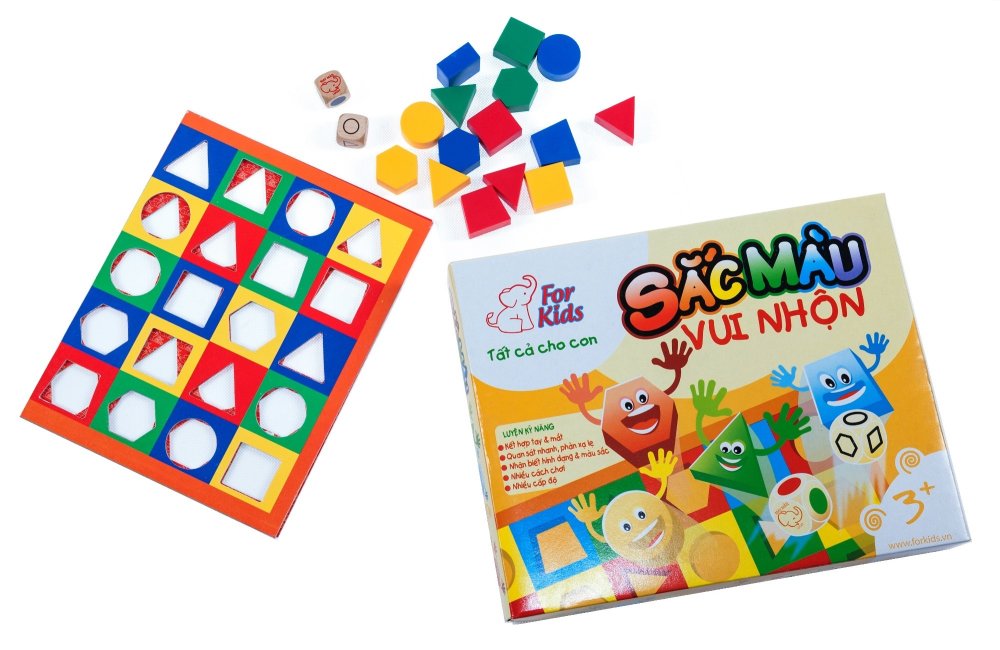 For
Kids
Tất cả cho con
SẮC MÀU
VUI NHỘN
LUYỆN KỸ NĂNG
Kết hợp tay & mắt
Quan sát nhanh, phản xạ lẹ
Nhận biết hình dạng & màu sắc
Nhiều cách chơi
Nhiều cấp độ
3+
www.forkids.vn